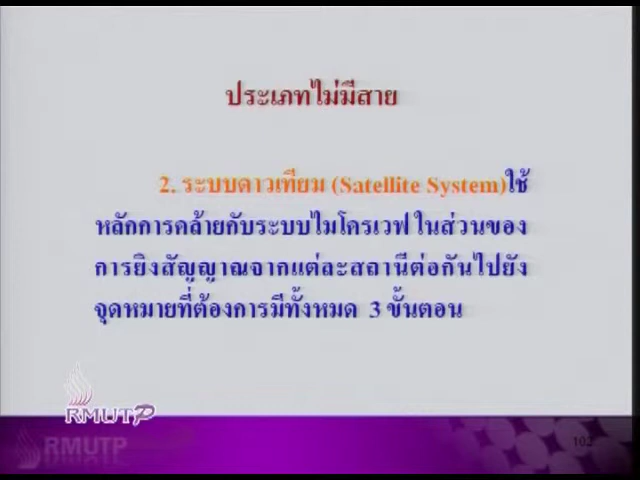 ประเภทไม่มีสาย
2. ระบบดาวเทียม (Satellite System)ใช้
หลักการคล้ายกับระบบไมโครเวฟ ในส่วนของ
การยิงสัญญาณจากแต่ละสถานีต่อกันไปยัง
จุดหมายที่ต้องการมีทั้งหมด 3 ขั้นตอน
RMUTP
RMUTP